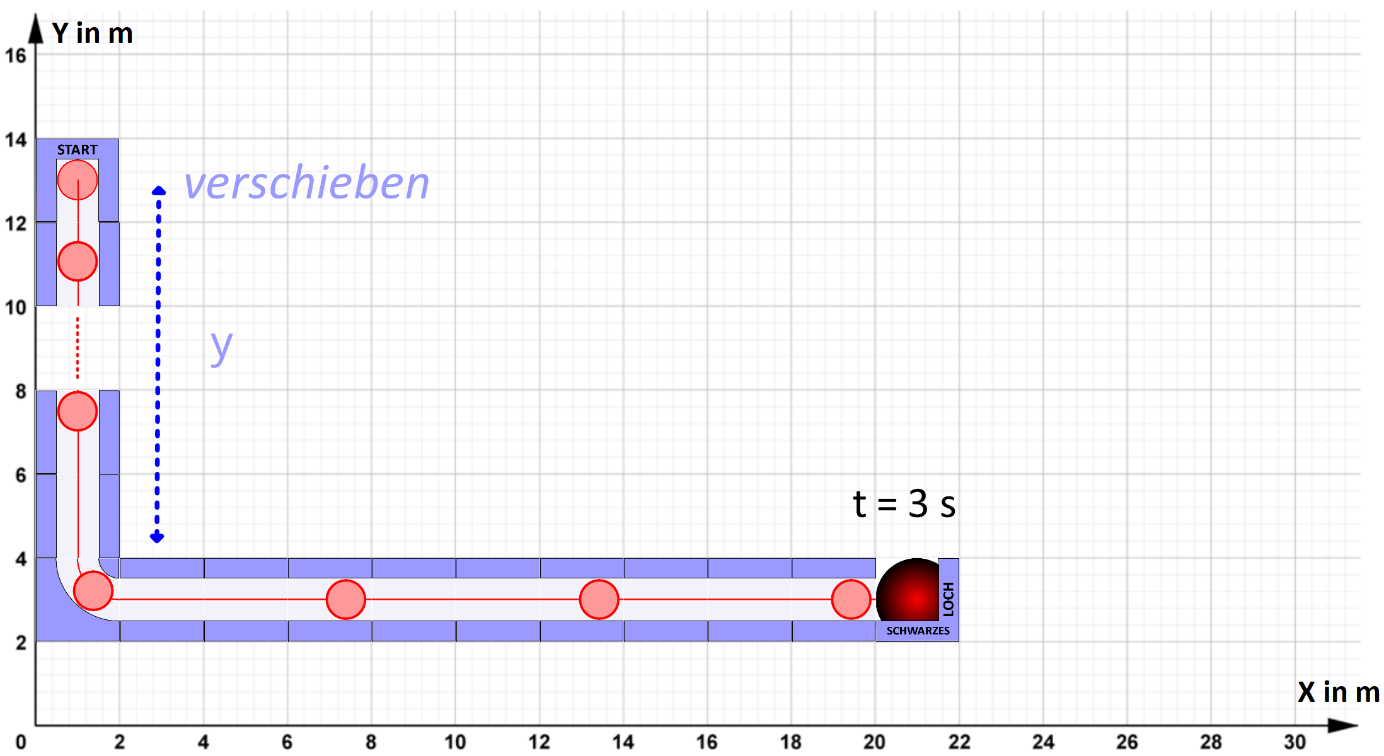 Y in m
16
14
START
verschieben
12
10
y
8
6
t = 3 s
4
LOCH
SCHWARZES
2
X in m
0 2 4 6 8 10 12 14 16 18 20 22 24 26 28 30